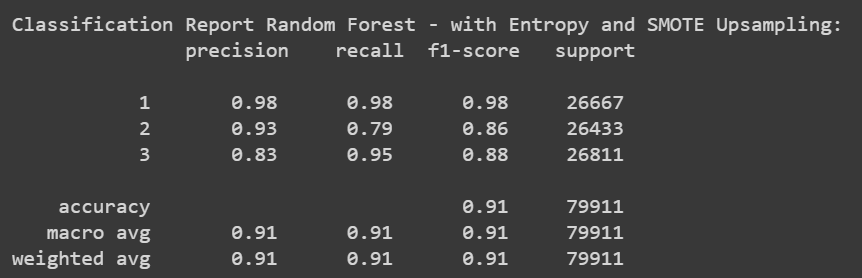 Classification Report Random Forest - with Entropy and SMOTE Upsampling:
precision recall f1-score support
1 0.98 0.98 0.98 26667
2 0.93 0.79 0.86 26433
3 0.83 0.95 0.88 26811
accuracy 0.91 79911
macro avg 0.91 0.91 0.91 79911
weighted avg 0.91 0.91 0.91 79911